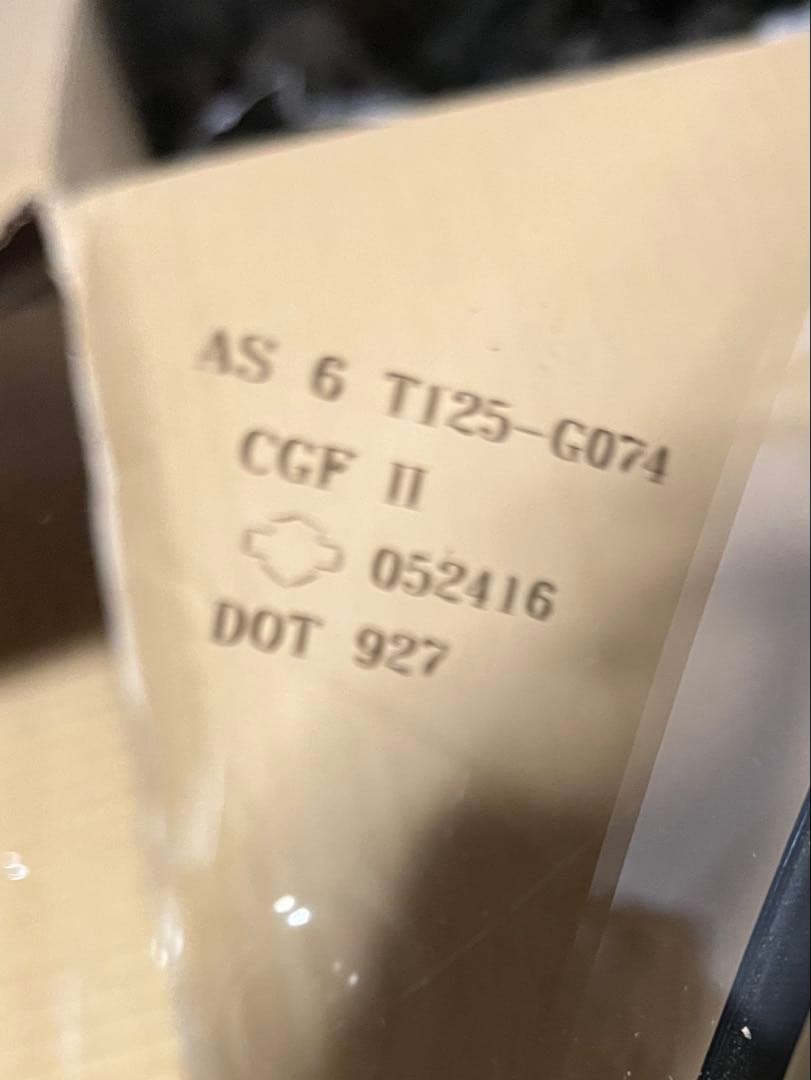 AS 6 TI25-G074
CGF II
052416
DOT 927